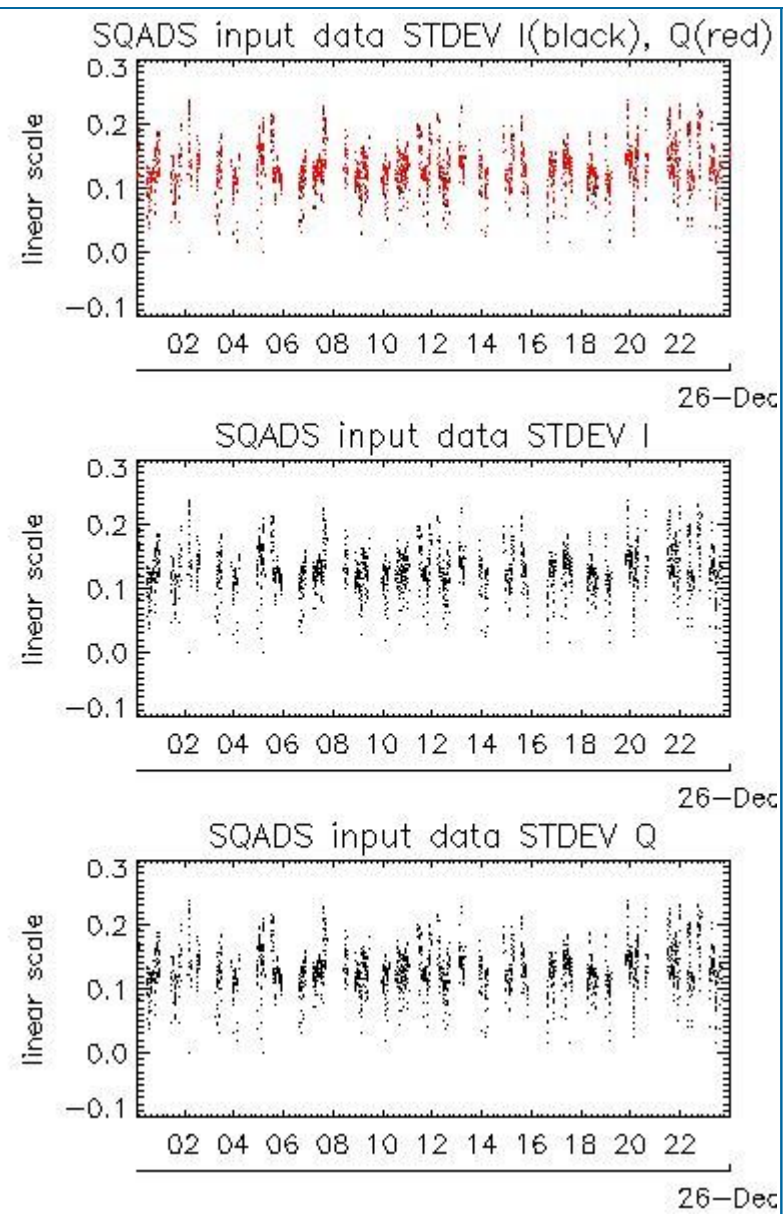 SQADS input data STDEV I(black), Q(red)
0.3
0.2
0.1
0.0
−0.1
linear scale
02 04 06 08 10 12 14 16 18 20 22
26−Dec
SQADS input data STDEV I
0.3
0.2
0.1
0.0
−0.1
linear scale
02 04 06 08 10 12 14 16 18 20 22
26−Dec
SQADS input data STDEV Q
0.3
0.2
0.1
0.0
−0.1
linear scale
02 04 06 08 10 12 14 16 18 20 22
26−Dec